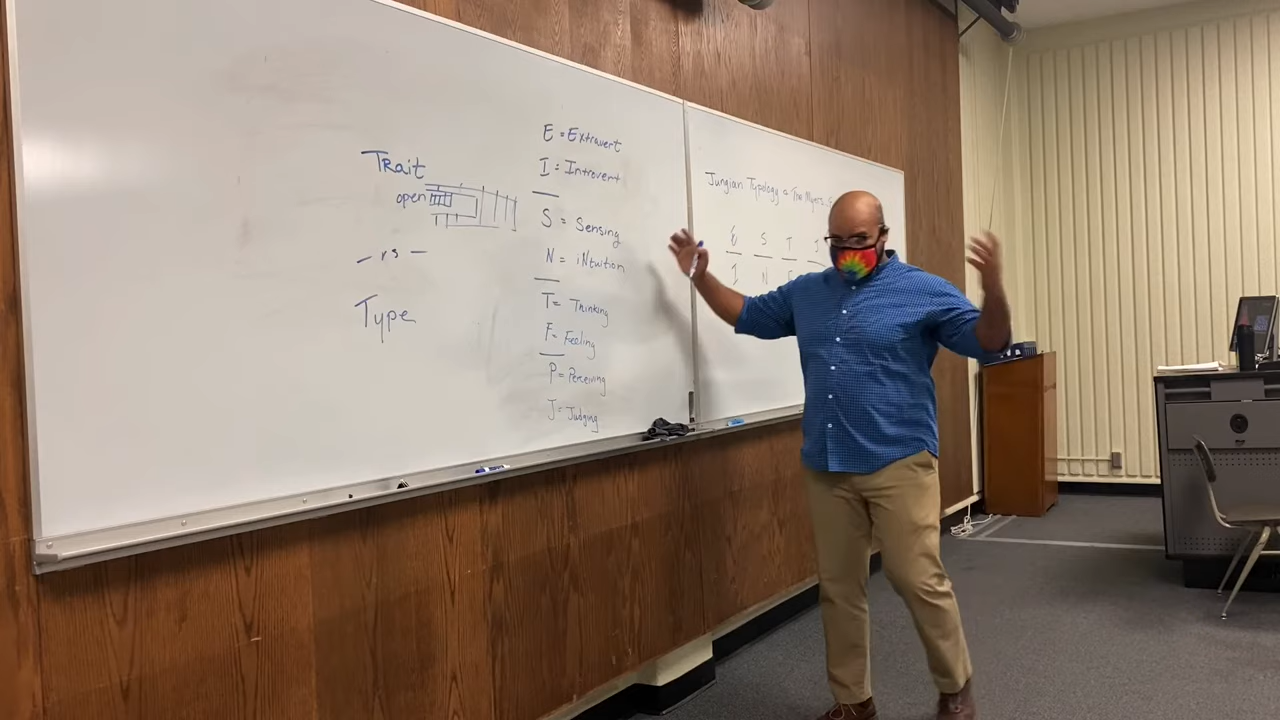 Trait
open
- vs -
Type
E = Extravert
I = Introvert
S = Sensing
N = iNtuition
T = Thinking
F = Feeling
P = Perceiving
J = Judging
Jungian Typology = The Myers
E S T J
I N F